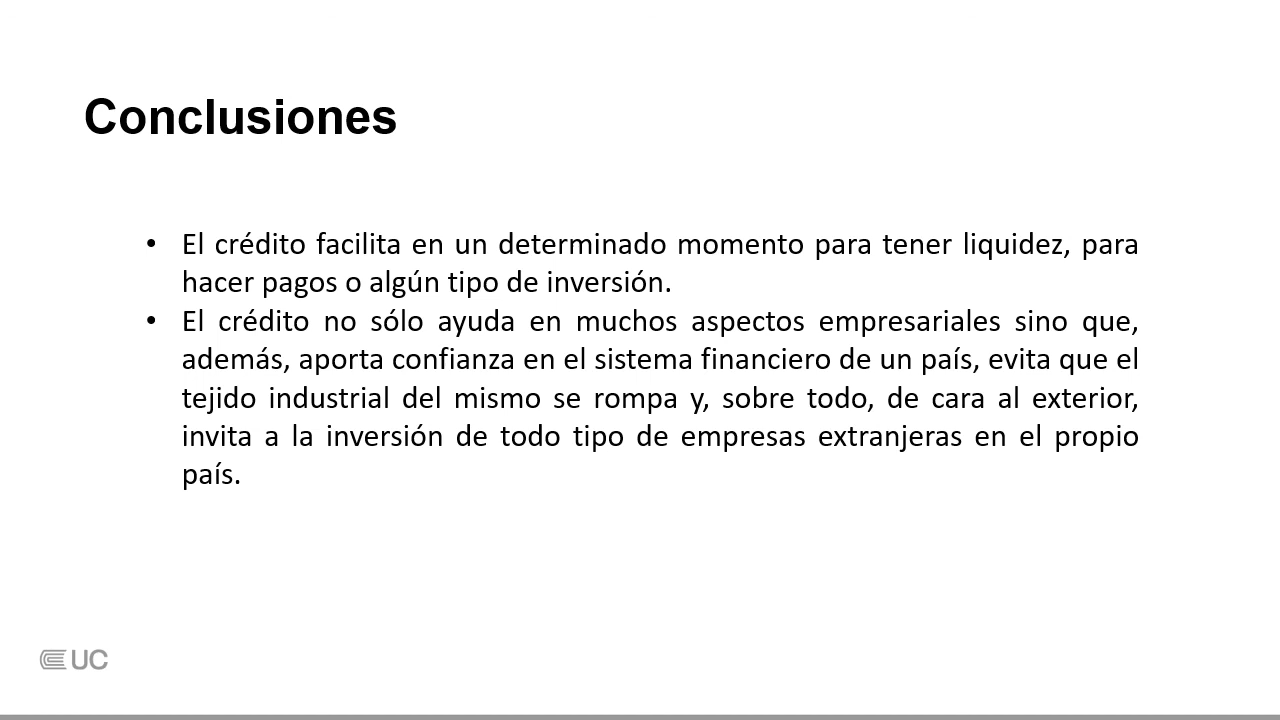 Conclusiones
• El crédito facilita en un determinado momento para tener liquidez, para
hacer pagos o algún tipo de inversión.
• El crédito no sólo ayuda en muchos aspectos empresariales sino que,
además, aporta confianza en el sistema financiero de un país, evita que el
tejido industrial del mismo se rompa y, sobre todo, de cara al exterior,
invita a la inversión de todo tipo de empresas extranjeras en el propio
país.
UC